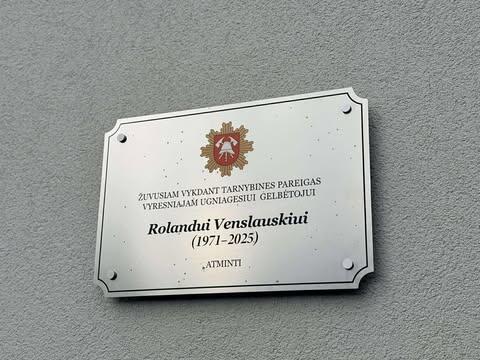 ŽUVUSIAM VYKDANT TARNYBINES PAREIGAS
VYRESNIAJAM UGNIAGESIUI GELBĖTOJUI
Rolandui Venslauskiui
(1971-2025)
ATMINTI